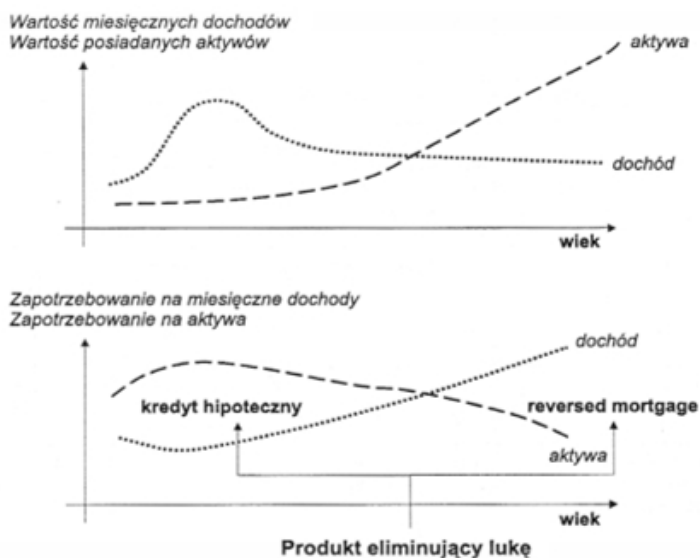 Wartość miesięcznych dochodów
Wartość posiadanych aktywów
aktywa
dochód
wiek
Zapotrzebowanie na miesięczne dochody
Zapotrzebowanie na aktywa
dochód
kredyt hipoteczny
reversed mortgage
aktywa
wiek
Produkt eliminujący lukę